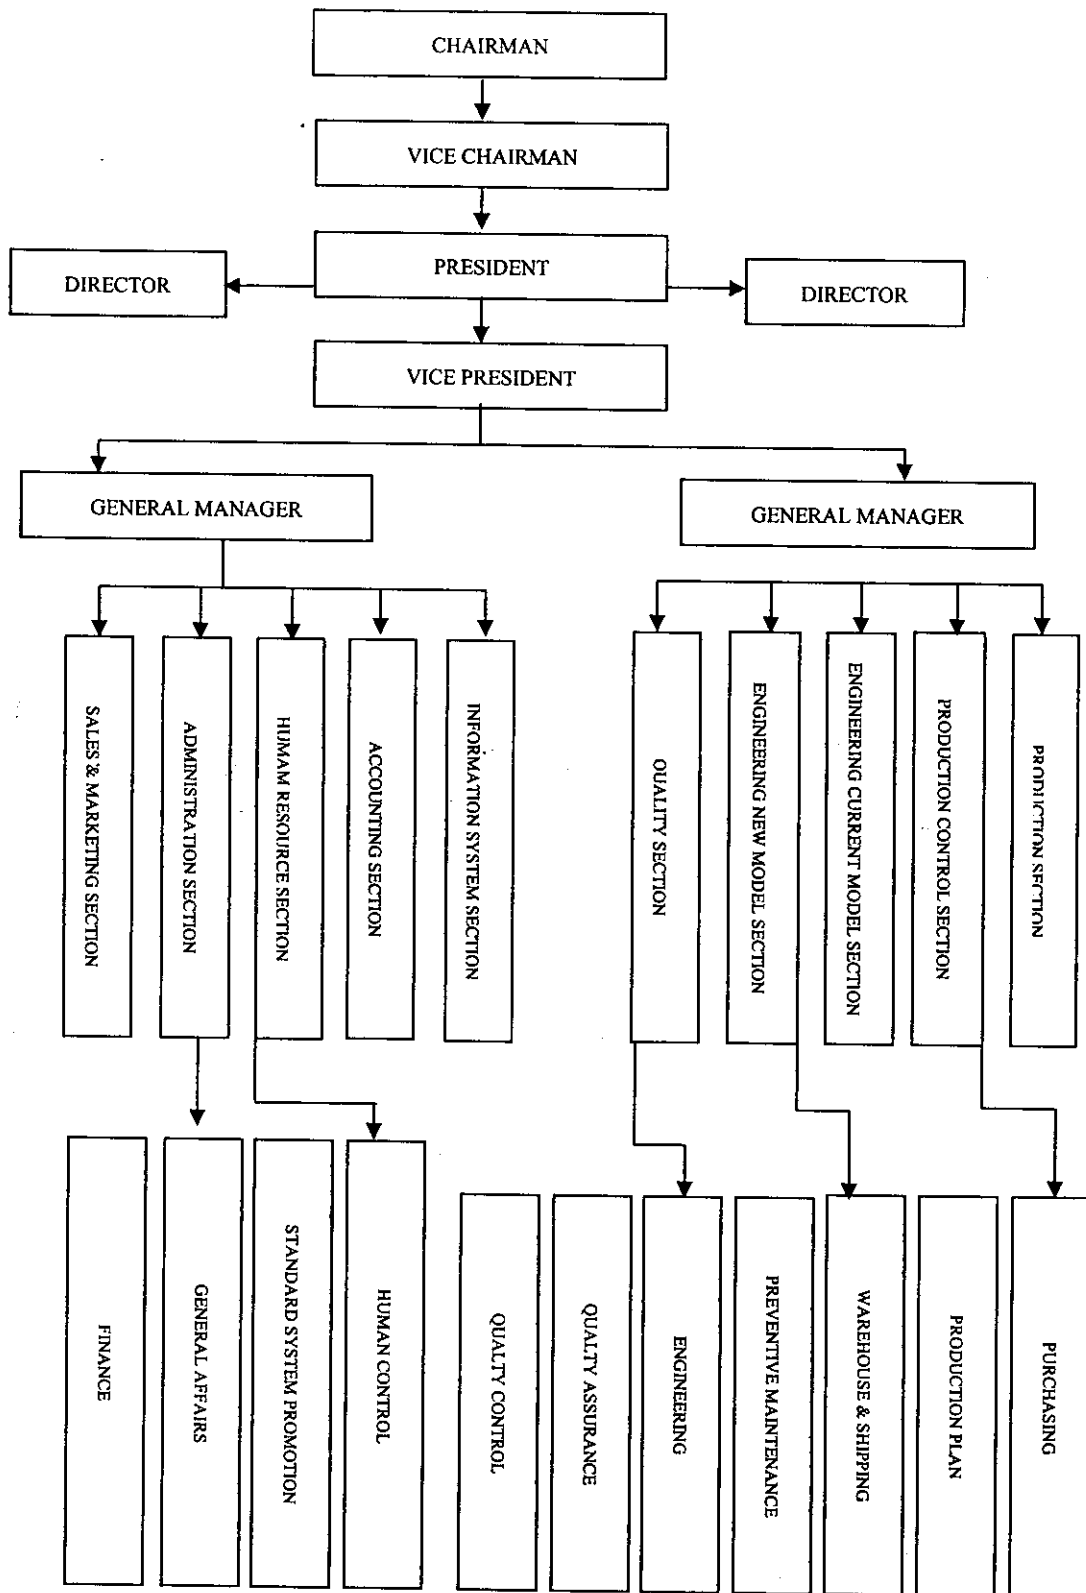 CHAIRMAN
VICE CHAIRMAN
PRESIDENT
DIRECTOR
DIRECTOR
VICE PRESIDENT
GENERAL MANAGER
GENERAL MANAGER
SALES & MARKETING SECTION
ADMINISTRATION SECTION
HUMAM RESOURCE SECTION
ACCOUNTING SECTION
INFORMATION SYSTEM SECTION
QUALITY SECTION
ENGINEERING NEW MODEL SECTION
ENGINEERING CURRENT MODEL SECTION
PRODUCTION CONTROL SECTION
PRODUCTION SECTION
FINANCE
GENERAL AFFAIRS
STANDARD SYSTEM PROMOTION
HUMAN CONTROL
QUALTY CONTROL
QUALTY ASSURANCE
ENGINEERING
PREVENTIVE MAINTENANCE
WAREHOUSE & SHIPPING
PRODUCTION PLAN
PURCHASING